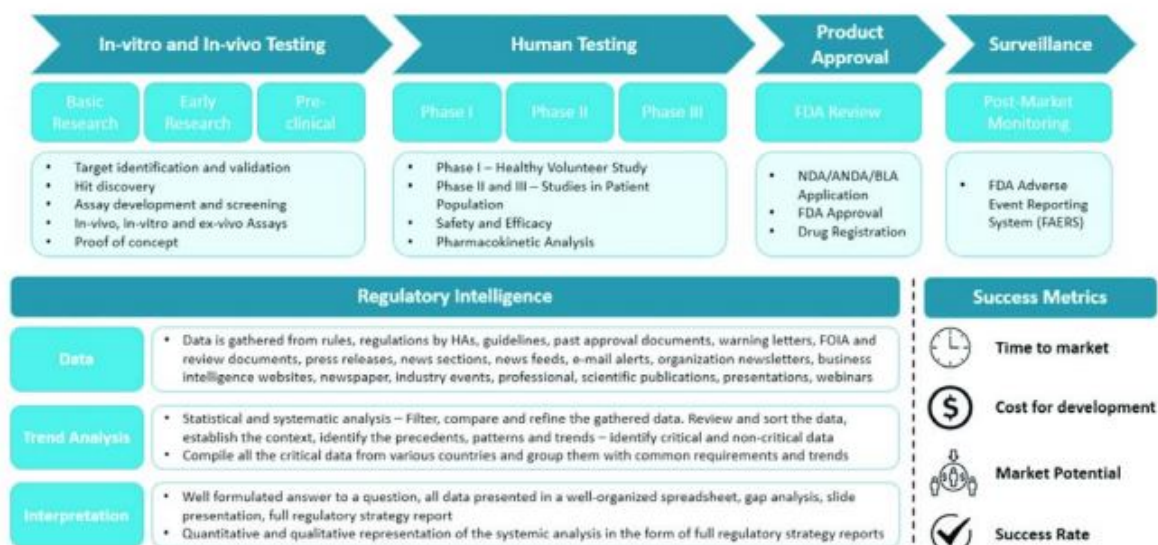 In-vitro and In-vivo Testing
Human Testing
Product
Approval
Surveillance
Basic
Research
Early
Research
Pre-
clinical
Phase I
Phase II
Phase III
FDA Review
Post-Market
Monitoring
• Target identification and validation
• Hit discovery
• Assay development and screening
• In-vivo, in-vitro and ex-vivo Assays
• Proof of concept
• Phase I – Healthy Volunteer Study
• Phase II and III – Studies in Patient
Population
• Safety and Efficacy
• Pharmacokinetic Analysis
• NDA/ANDA/BLA
Application
• FDA Approval
• Drug Registration
• FDA Adverse
Event Reporting
System (FAERS)
Regulatory Intelligence
Data
• Data is gathered from rules, regulations by HAs, guidelines, past approval documents, warning letters, FOIA and
review documents, press releases, news sections, news feeds, e-mail alerts, organization newsletters, business
intelligence websites, newspaper, industry events, professional, scientific publications, presentations, webinars
Trend Analysis
• Statistical and systematic analysis – Filter, compare and refine the gathered data. Review and sort the data,
establish the context, identify the precedents, patterns and trends – identify critical and non-critical data
• Compile all the critical data from various countries and group them with common requirements and trends
Interpretation
• Well formulated answer to a question, all data presented in a well-organized spreadsheet, gap analysis, slide
presentation, full regulatory strategy report
• Quantitative and qualitative representation of the systemic analysis in the form of full regulatory strategy reports
Success Metrics
Time to market
$
Cost for development
Market Potential
Success Rate